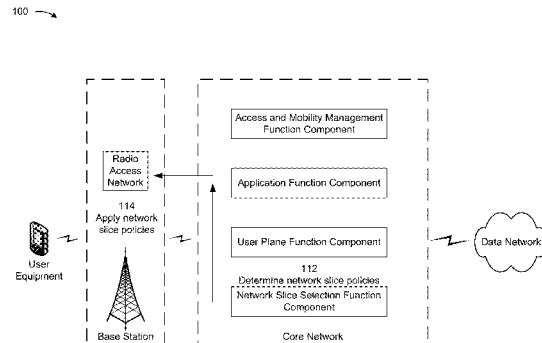 100
Access and Mobility Management
Function Component
Radio
Access
Network
Application Function Component
114
Apply network
slice policies
User Plane Function Component
112
Determine network slice policies
Network Slice Selection Function
Component
User
Equipment
Data Network
Base Station
Core Network